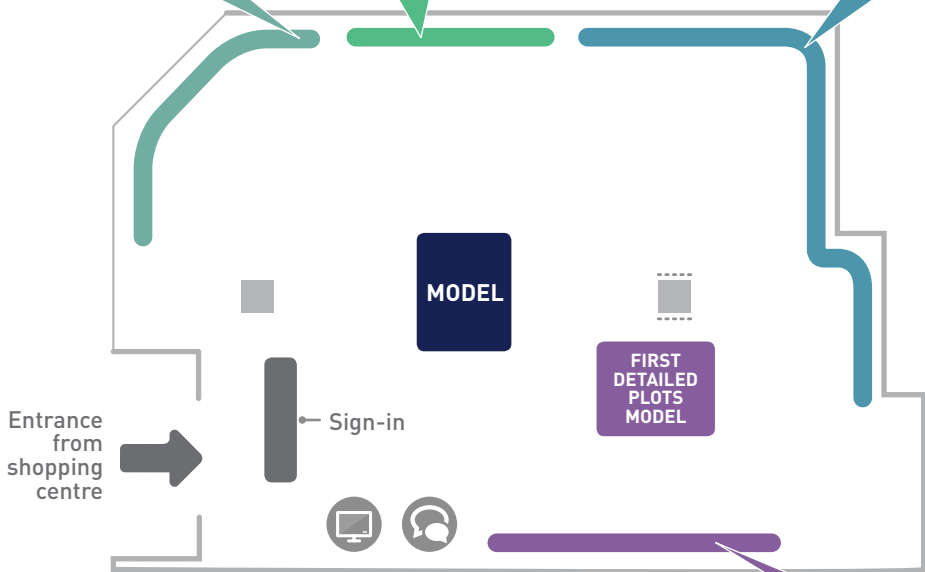 MODEL
FIRST
DETAILED
PLOTS
MODEL
Entrance
from
shopping
centre
Sign-in